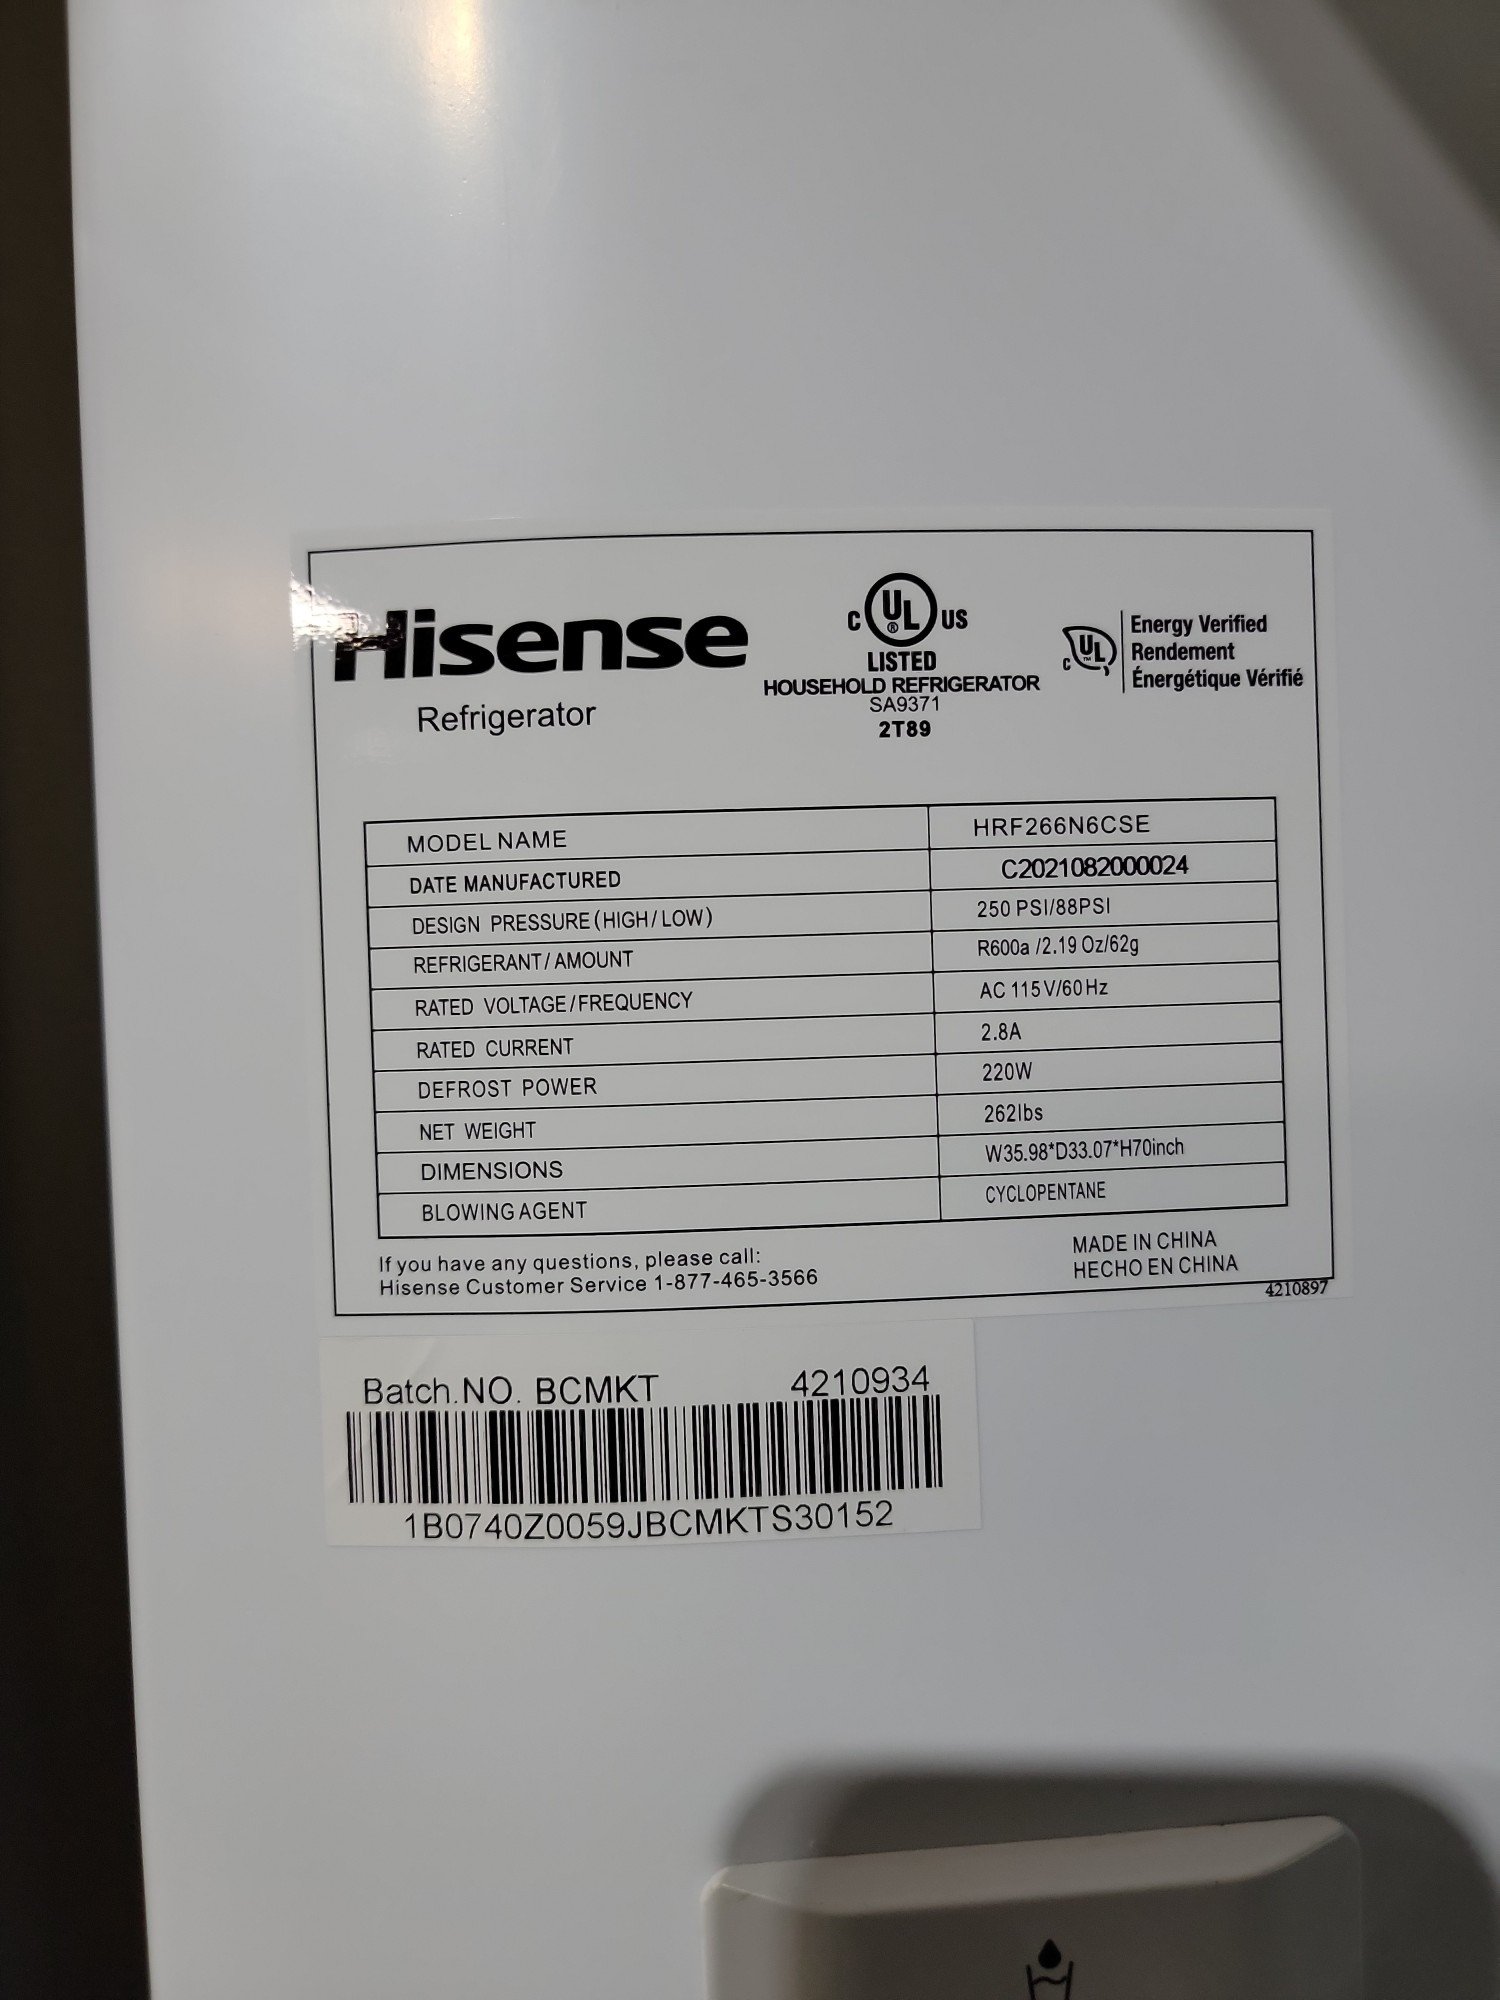 Hisense
Refrigerator
C UL® US
LISTED
HOUSEHOLD REFRIGERATOR
SA9371
2T89
C UL™
Energy Verified
Rendement
Énergétique Vérifié
MODEL NAME HRF266N6CSE
DATE MANUFACTURED C2021082000024
DESIGN PRESSURE (HIGH/LOW) 250 PSI/88PSI
REFRIGERANT/AMOUNT R600a /2.19 Oz/62g
RATED VOLTAGE/FREQUENCY AC 115V/60Hz
RATED CURRENT 2.8A
DEFROST POWER 220W
NET WEIGHT 262lbs
DIMENSIONS W35.98*D33.07*H70inch
BLOWING AGENT CYCLOPENTANE
If you have any questions, please call:
Hisense Customer Service 1-877-465-3566
MADE IN CHINA
HECHO EN CHINA
4210897
Batch.NO. BCMKT 4210934
1B0740Z0059JBCMKTS30152